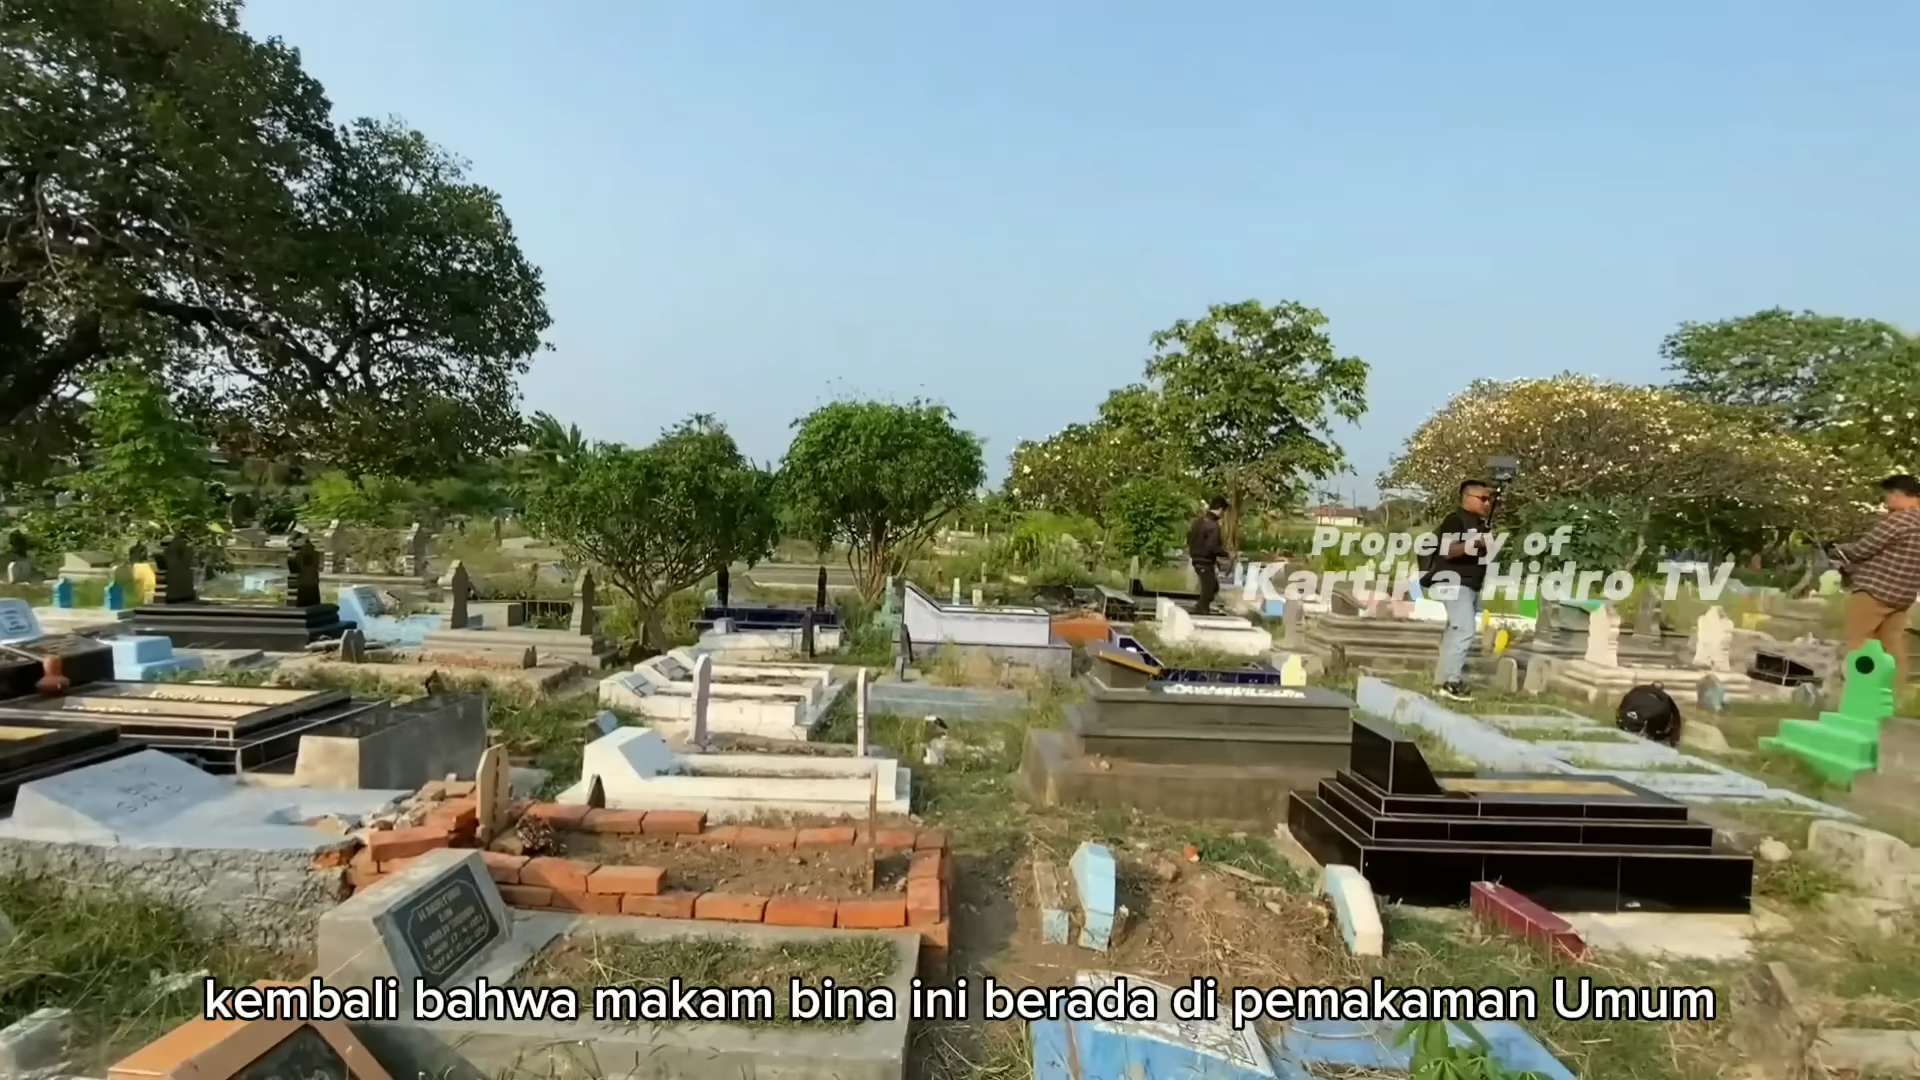 Property of
Kartika Hidro TV
kembali bahwa makam bina ini berada di pemakaman Umum